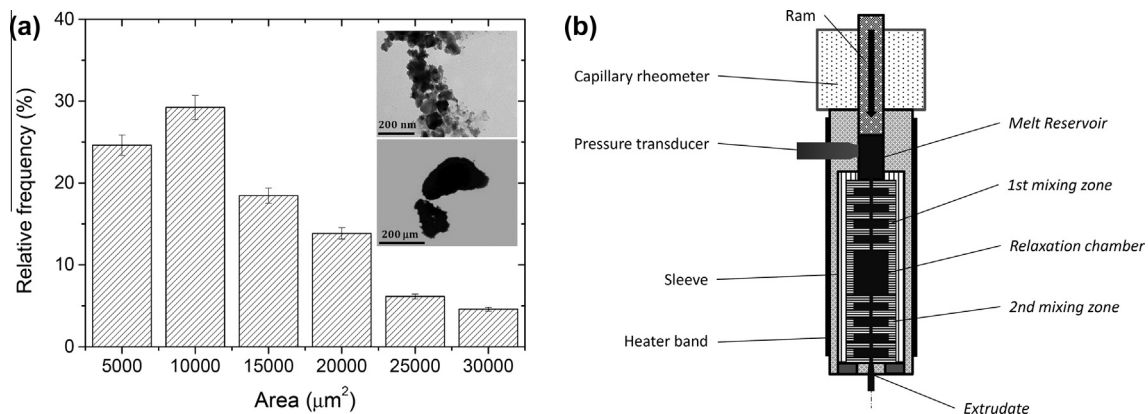 (a)
Relative frequency (%)
40
30
20
10
0
5000 10000 15000 20000 25000 30000
Area (μm²)
200 nm
200 μm
(b)
Ram
Capillary rheometer
Pressure transducer
Sleeve
Heater band
Melt Reservoir
1st mixing zone
Relaxation chamber
2nd mixing zone
Extrudate